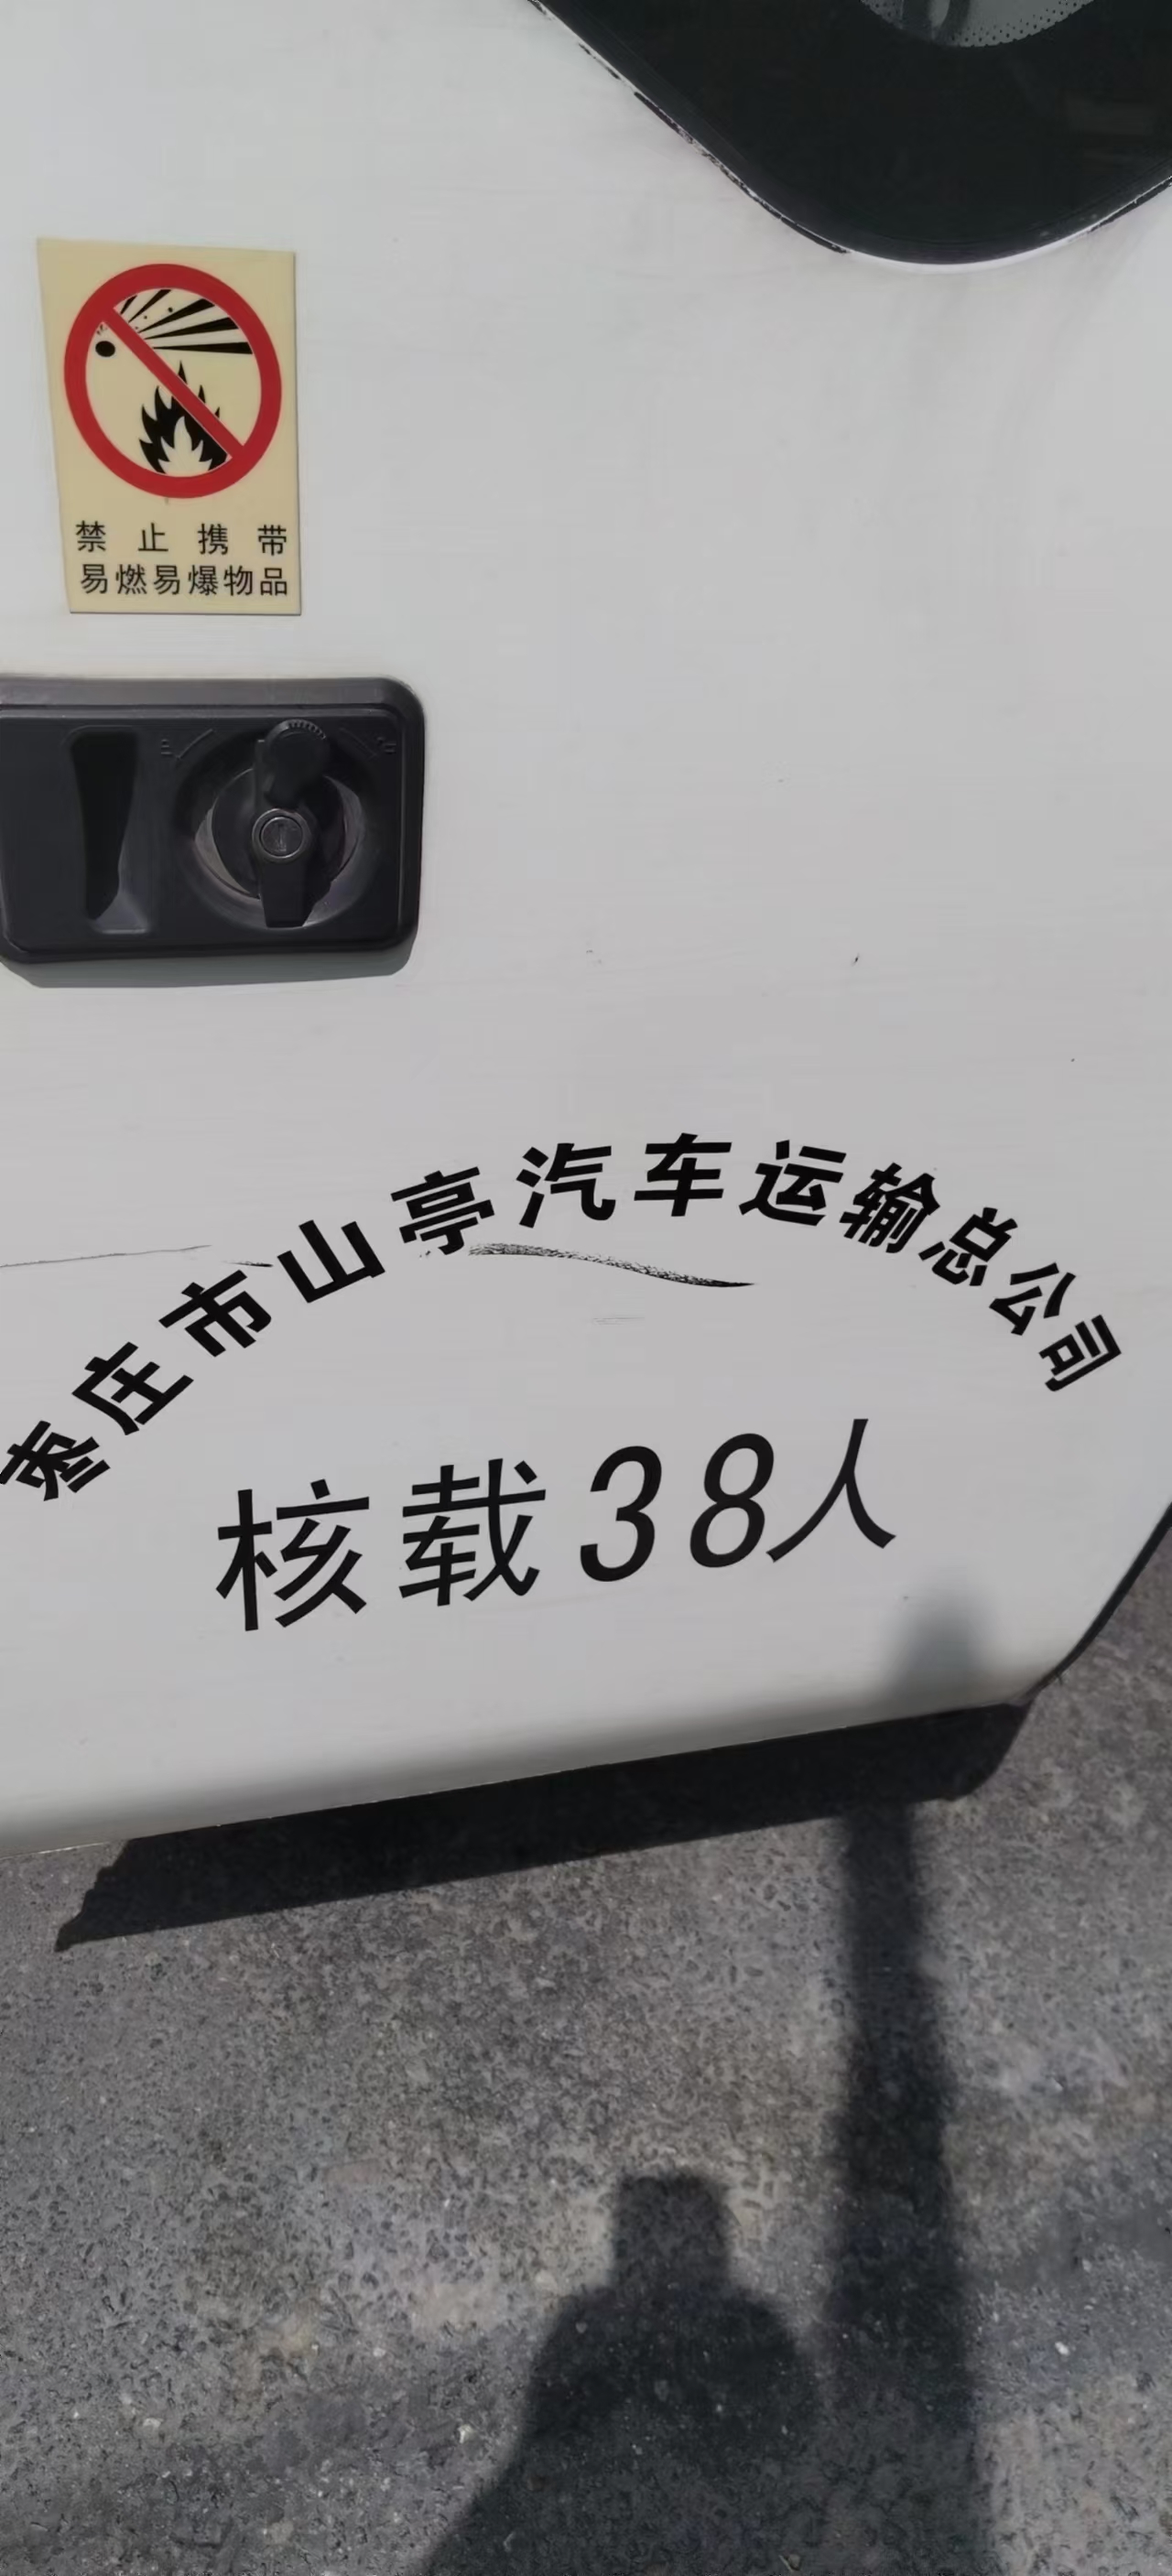 禁止携带
易燃易爆物品
枣庄市山亭汽车运输总公司
核载38人